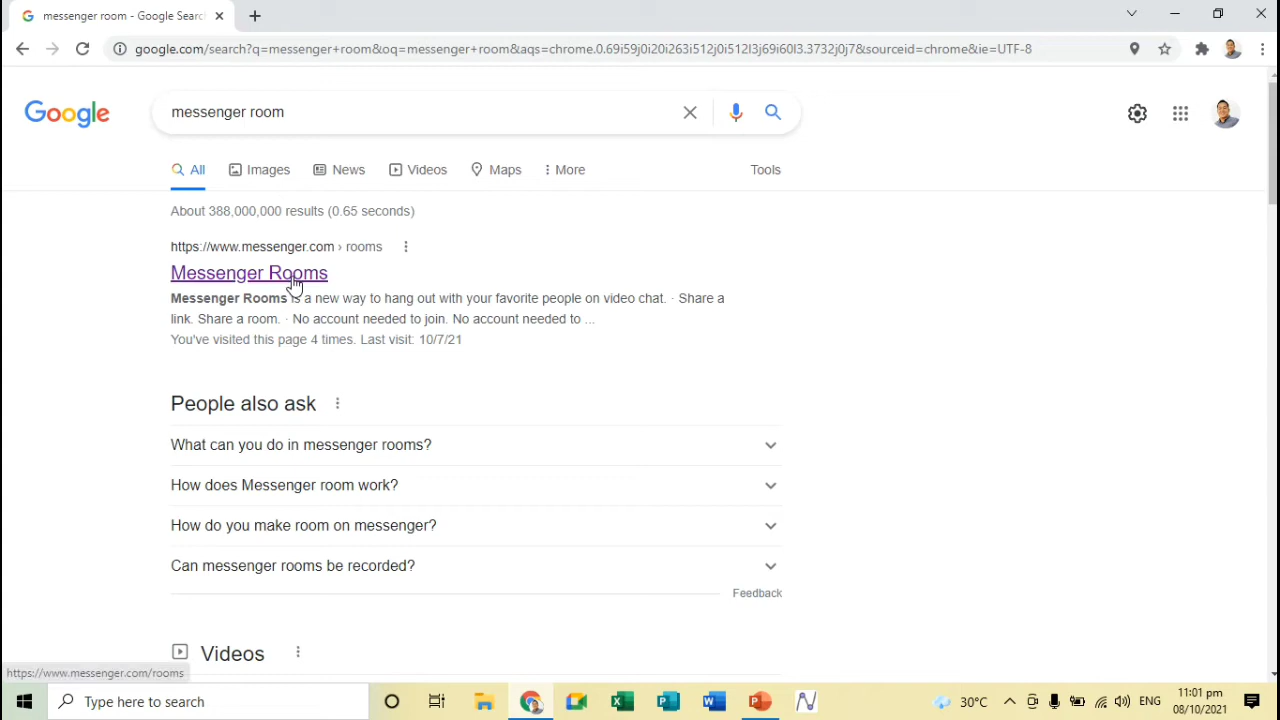 messenger room - Google Searc
google.com/search?q=messenger+room&oq=messenger+room&aqs=chrome.0.69i59j0i20i263i512j0i512l3j69i60l3.3732j0j7&sourceid=chrome&ie=UTF-8
Google
messenger room
All
Images
News
Videos
Maps
More
Tools
About 388,000,000 results (0.65 seconds)
https://www.messenger.com › rooms
Messenger Rooms
Messenger Rooms is a new way to hang out with your favorite people on video chat. · Share a
link. Share a room. · No account needed to join. No account needed to ...
You've visited this page 4 times. Last visit: 10/7/21
People also ask
What can you do in messenger rooms?
How does Messenger room work?
How do you make room on messenger?
Can messenger rooms be recorded?
Feedback
Videos
https://www.messenger.com/rooms
Type here to search
30°C
ENG
11:01 pm
08/10/2021